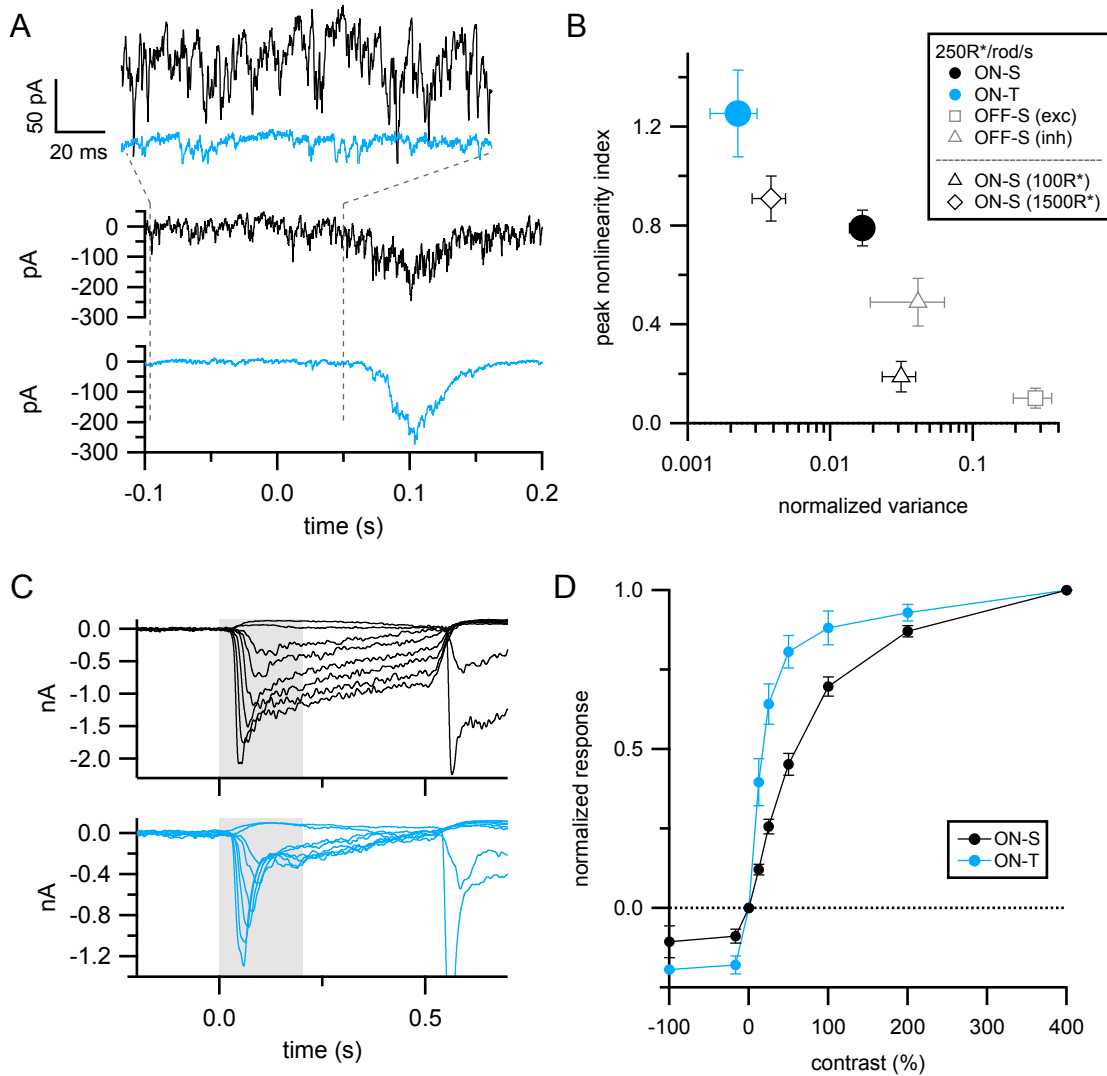 A
50 pA
20 ms
0
-100
-200
-300
pA
0
-100
-200
-300
pA
-0.1
0.0
0.1
0.2
time (s)
B
250R*/rod/s
ON-S
ON-T
OFF-S (exc)
OFF-S (inh)
ON-S (100R*)
ON-S (1500R*)
peak nonlinearity index
1.2
0.8
0.4
0.0
0.001
0.01
0.1
normalized variance
C
0.0
-0.5
-1.0
-1.5
-2.0
nA
0.0
-0.4
-0.8
-1.2
nA
0.0
0.5
time (s)
D
1.0
0.5
0.0
normalized response
ON-S
ON-T
-100
0
100
200
300
400
contrast (%)